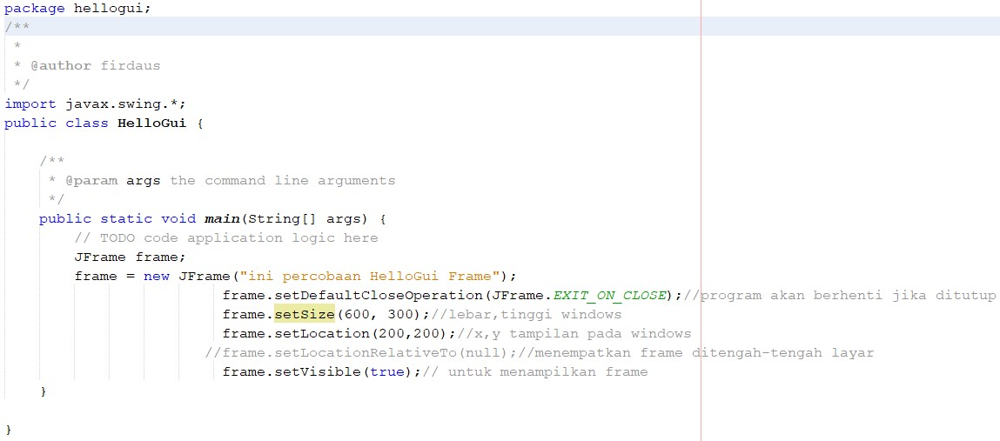 package hellogui;
/**
 *
 * @author firdaus
 */
import javax.swing.*;
public class HelloGui {
    /**
     * @param args the command line arguments
     */
    public static void main(String[] args) {
        // TODO code application logic here
        JFrame frame;
        frame = new JFrame("ini percobaan HelloGui Frame");
                         frame.setDefaultCloseOperation(JFrame.EXIT_ON_CLOSE);//program akan berhenti jika ditutup
                         frame.setSize(600, 300);//lebar,tinggi windows
                         frame.setLocation(200,200);//x,y tampilan pada windows
                       //frame.setLocationRelativeTo(null);//menempatkan frame ditengah-tengah layar
                         frame.setVisible(true);// untuk menampilkan frame
    }
}